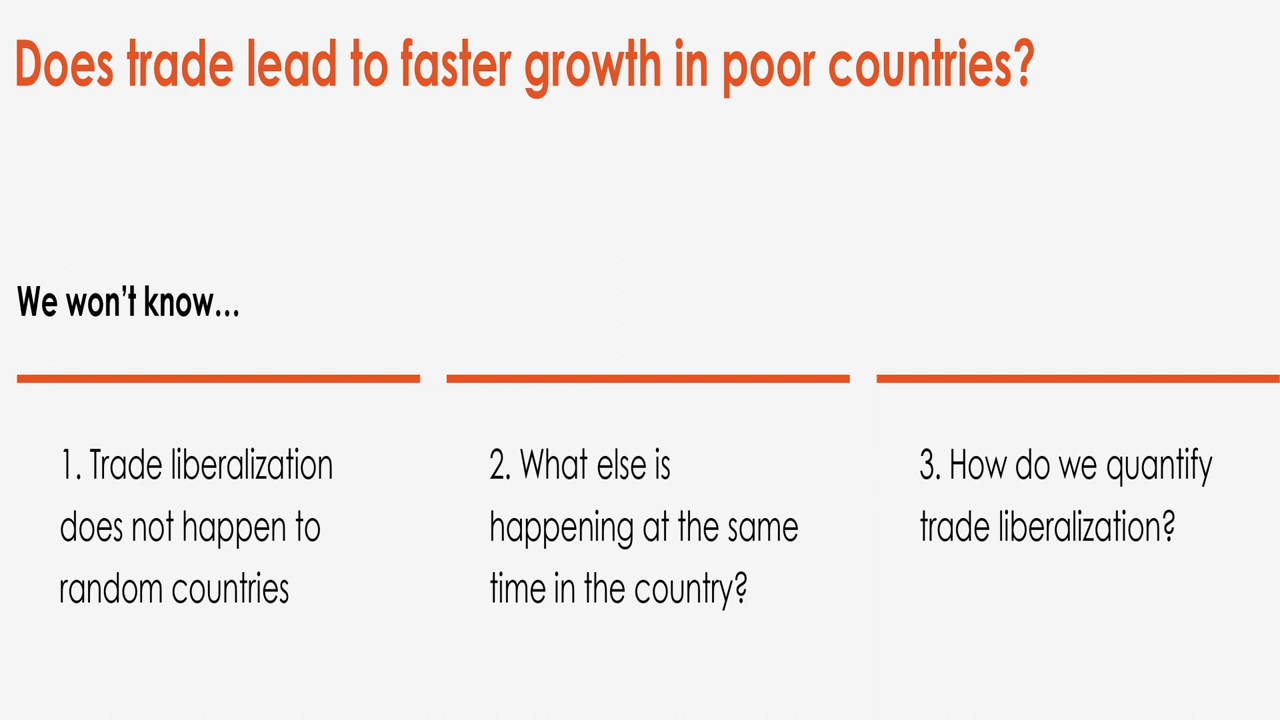 Does trade lead to faster growth in poor countries?
We won’t know…
1. Trade liberalization
does not happen to
random countries
2. What else is
happening at the same
time in the country?
3. How do we quantify
trade liberalization?